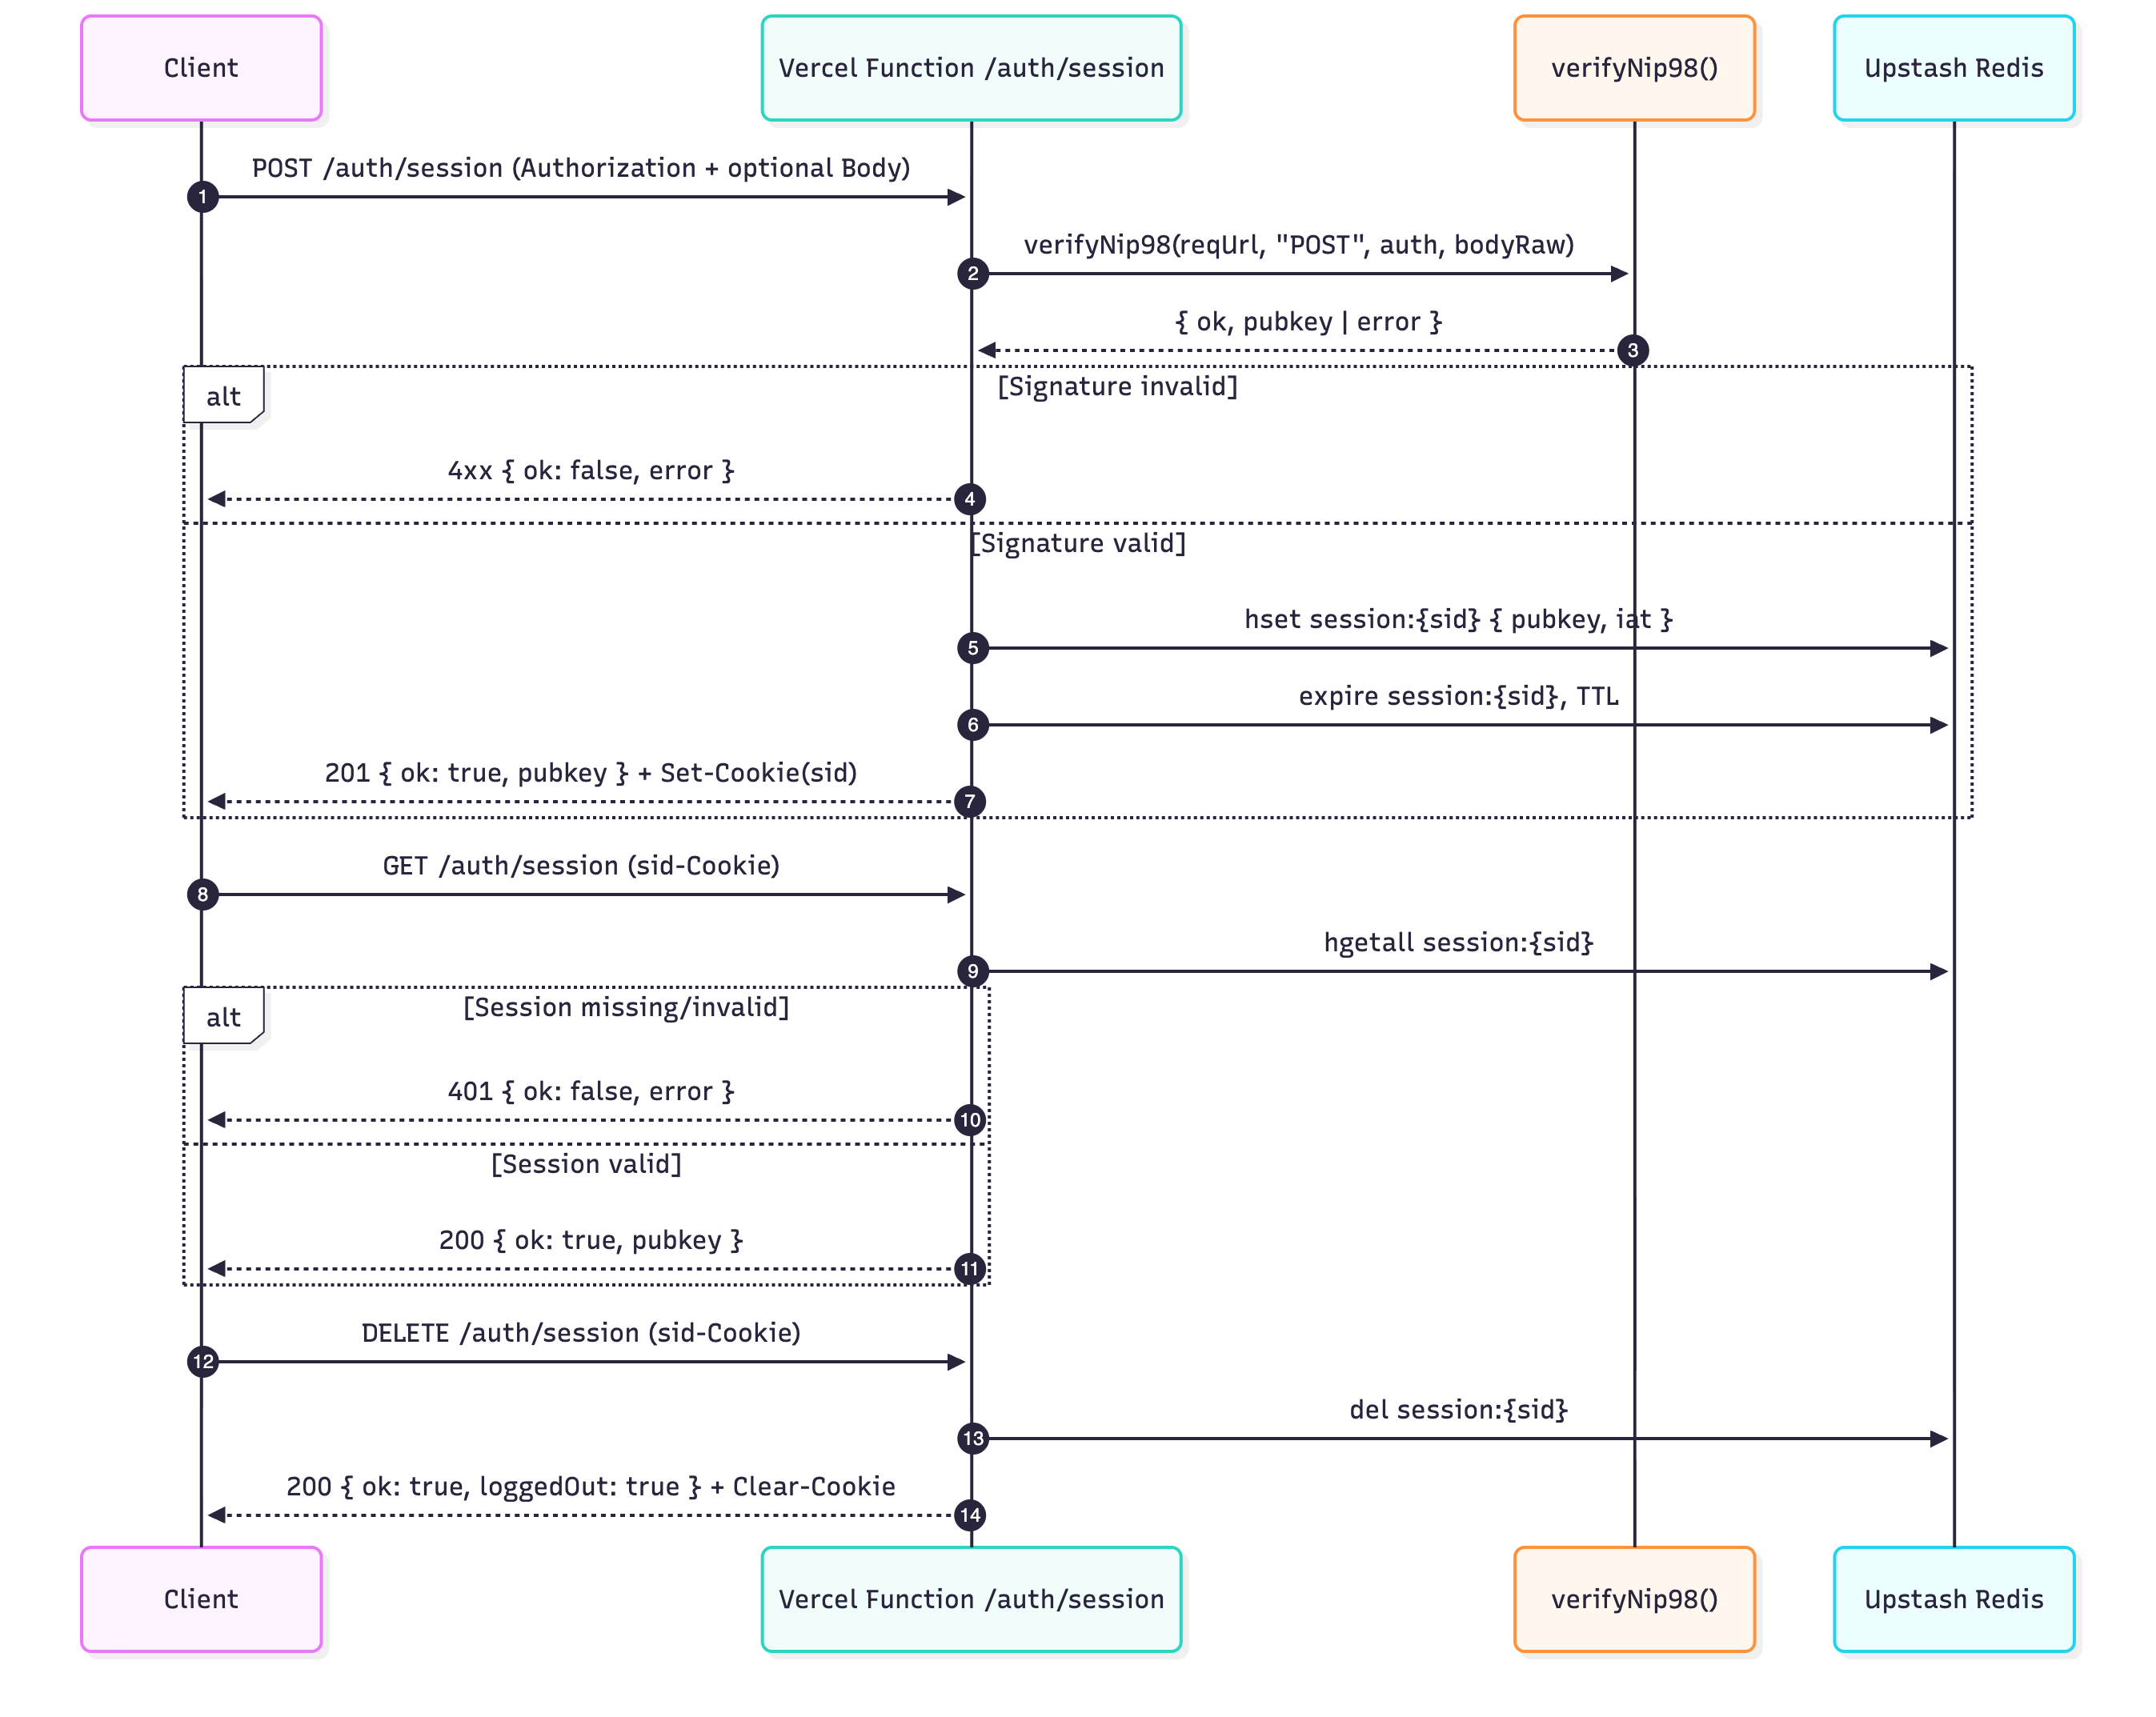 Client
Vercel Function /auth/session
verifyNip98()
Upstash Redis
POST /auth/session (Authorization + optional Body)
1
verifyNip98(reqUrl, "POST", auth, bodyRaw)
2
{ ok, pubkey | error }
3
alt
[Signature invalid]
4xx { ok: false, error }
4
[Signature valid]
hset session:{sid} { pubkey, iat }
5
expire session:{sid}, TTL
6
201 { ok: true, pubkey } + Set-Cookie(sid)
7
GET /auth/session (sid-Cookie)
8
hgetall session:{sid}
9
alt
[Session missing/invalid]
401 { ok: false, error }
10
[Session valid]
200 { ok: true, pubkey }
11
DELETE /auth/session (sid-Cookie)
12
del session:{sid}
13
200 { ok: true, loggedOut: true } + Clear-Cookie
14
Client
Vercel Function /auth/session
verifyNip98()
Upstash Redis